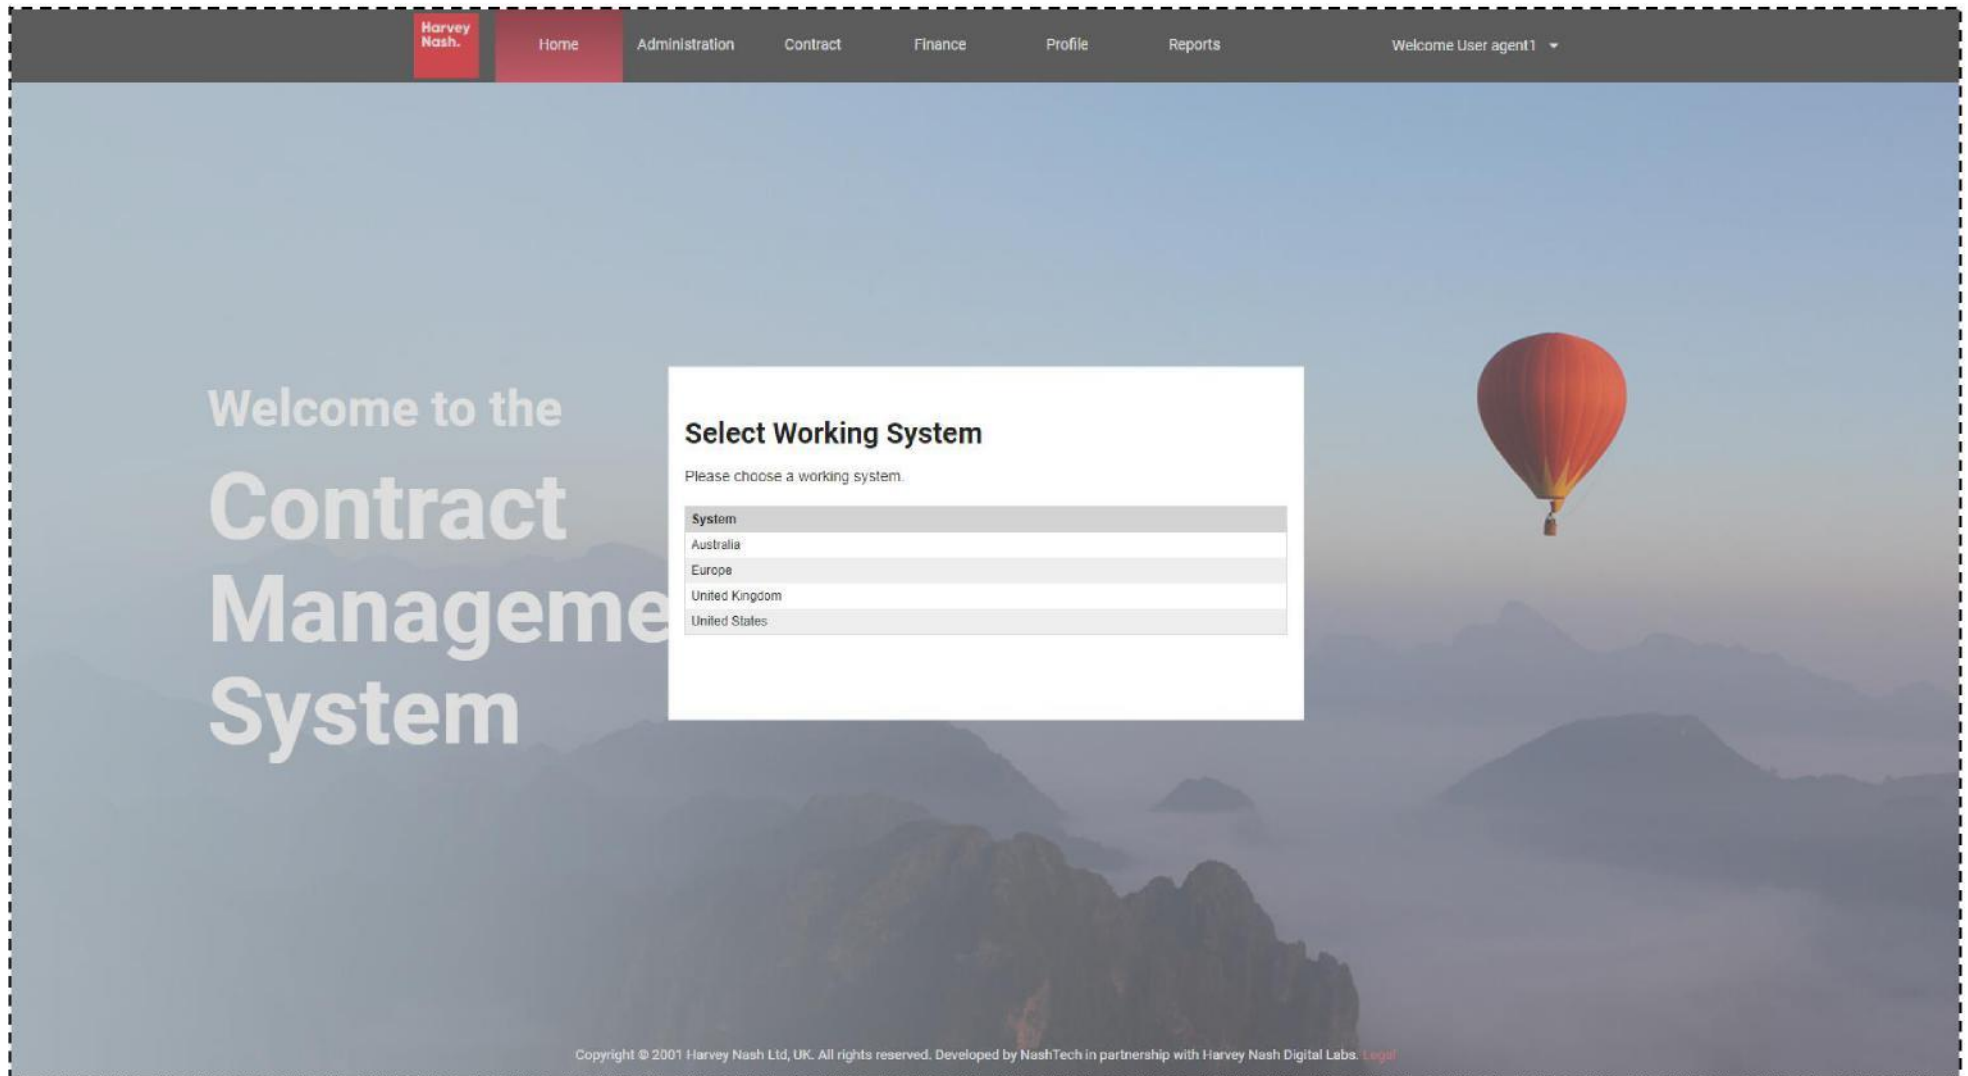 Harvey
Nash.
Home
Administration
Contract
Finance
Profile
Reports
Welcome User agent1
Welcome to the
Contract
Manageme
System
Select Working System
Please choose a working system.
System
Australia
Europe
United Kingdom
United States
Copyright © 2001 Harvey Nash Ltd, UK. All rights reserved. Developed by NashTech in partnership with Harvey Nash Digital Labs. Legal